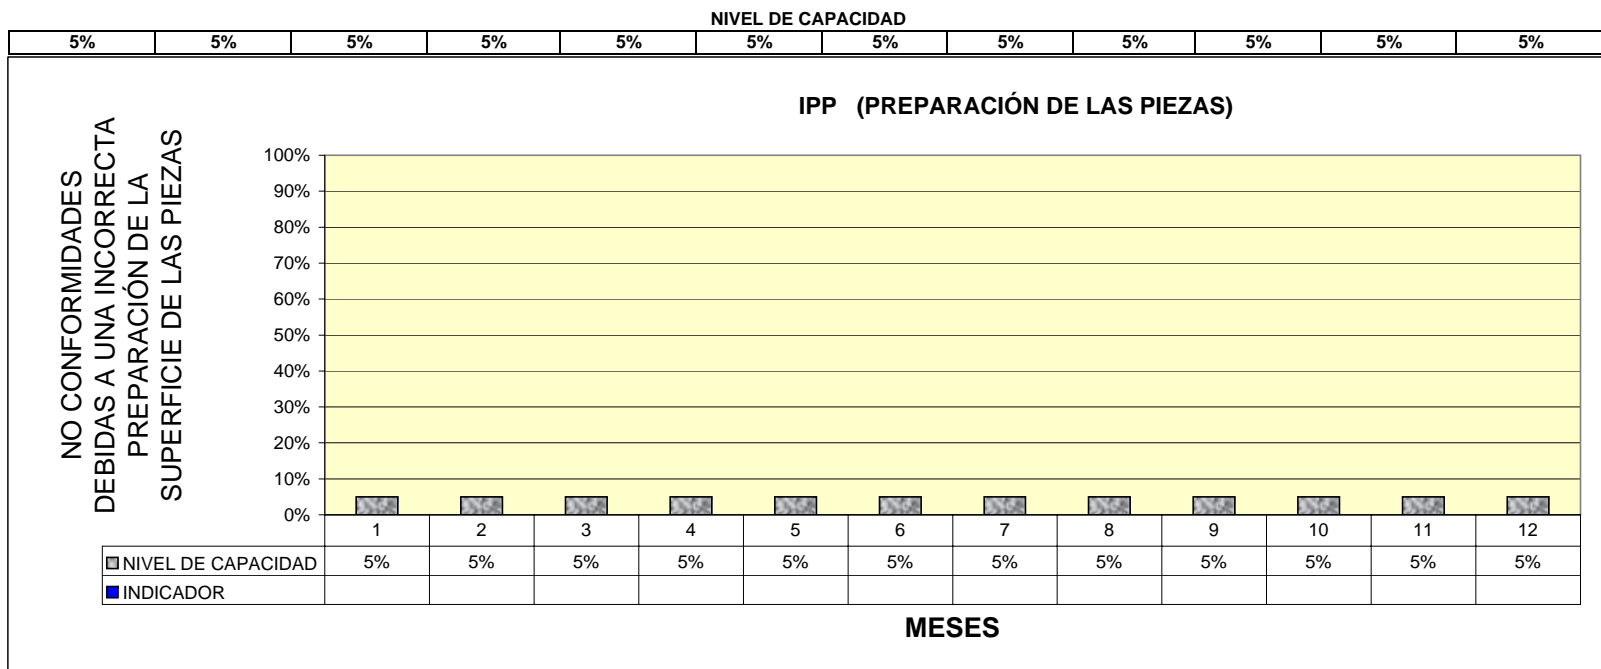 NIVEL DE CAPACIDAD
5% 5% 5% 5% 5% 5% 5% 5% 5% 5% 5% 5%
IPP (PREPARACIÓN DE LAS PIEZAS)
NO CONFORMIDADES
DEBIDAS A UNA INCORRECTA
PREPARACIÓN DE LA
SUPERFICIE DE LAS PIEZAS
100%
90%
80%
70%
60%
50%
40%
30%
20%
10%
0%
1 2 3 4 5 6 7 8 9 10 11 12
NIVEL DE CAPACIDAD 5% 5% 5% 5% 5% 5% 5% 5% 5% 5% 5% 5%
INDICADOR
MESES